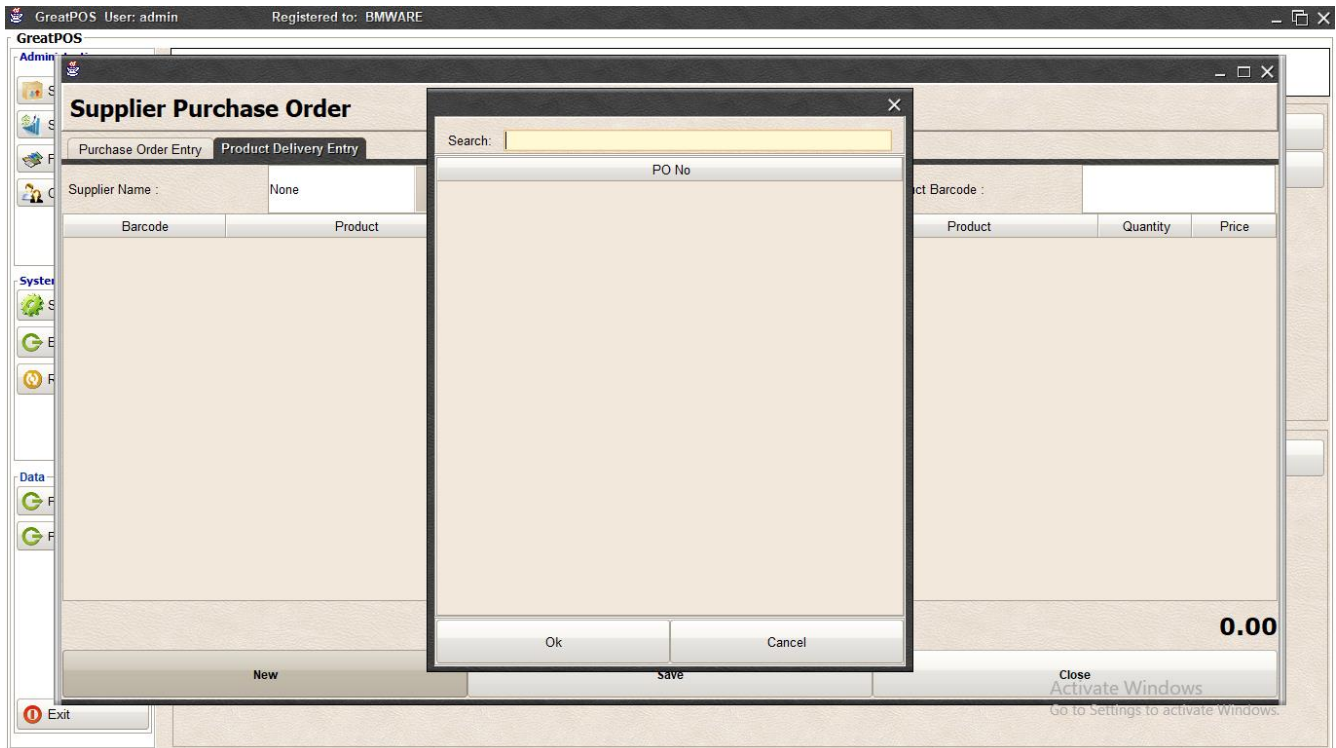 GreatPOS User: admin Registered to: BMWARE
GreatPOS
Supplier Purchase Order
Purchase Order Entry Product Delivery Entry
Supplier Name : None
Barcode Product
Search:
PO No
Ok Cancel
Barcode :
Product Quantity Price
0.00
New Save Close
System
Data
Exit
Activate Windows
Go to Settings to activate Windows.